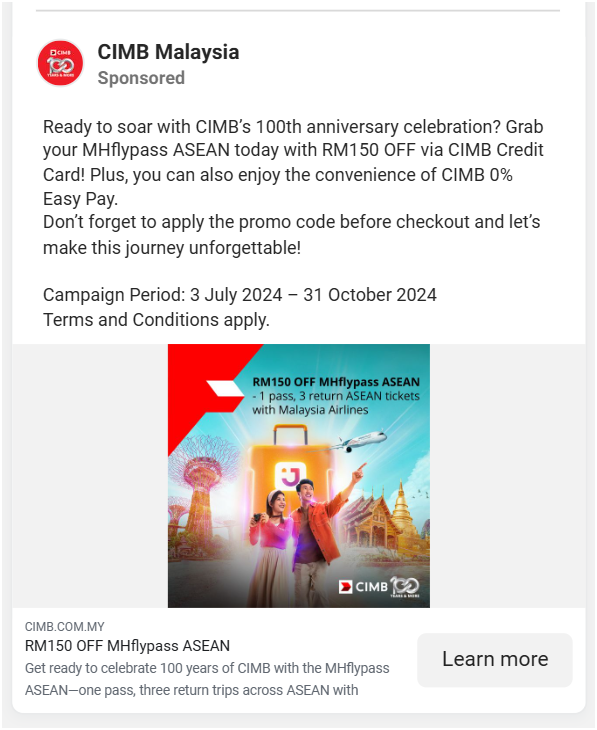 CIMB
100
YEARS & MORE
CIMB Malaysia
Sponsored
Ready to soar with CIMB’s 100th anniversary celebration? Grab
your MHflypass ASEAN today with RM150 OFF via CIMB Credit
Card! Plus, you can also enjoy the convenience of CIMB 0%
Easy Pay.
Don’t forget to apply the promo code before checkout and let’s
make this journey unforgettable!
Campaign Period: 3 July 2024 – 31 October 2024
Terms and Conditions apply.
RM150 OFF MHflypass ASEAN
- 1 pass, 3 return ASEAN tickets
with Malaysia Airlines
CIMB 100
YEARS & MORE
CIMB.COM.MY
RM150 OFF MHflypass ASEAN
Get ready to celebrate 100 years of CIMB with the MHflypass
ASEAN—one pass, three return trips across ASEAN with
Learn more